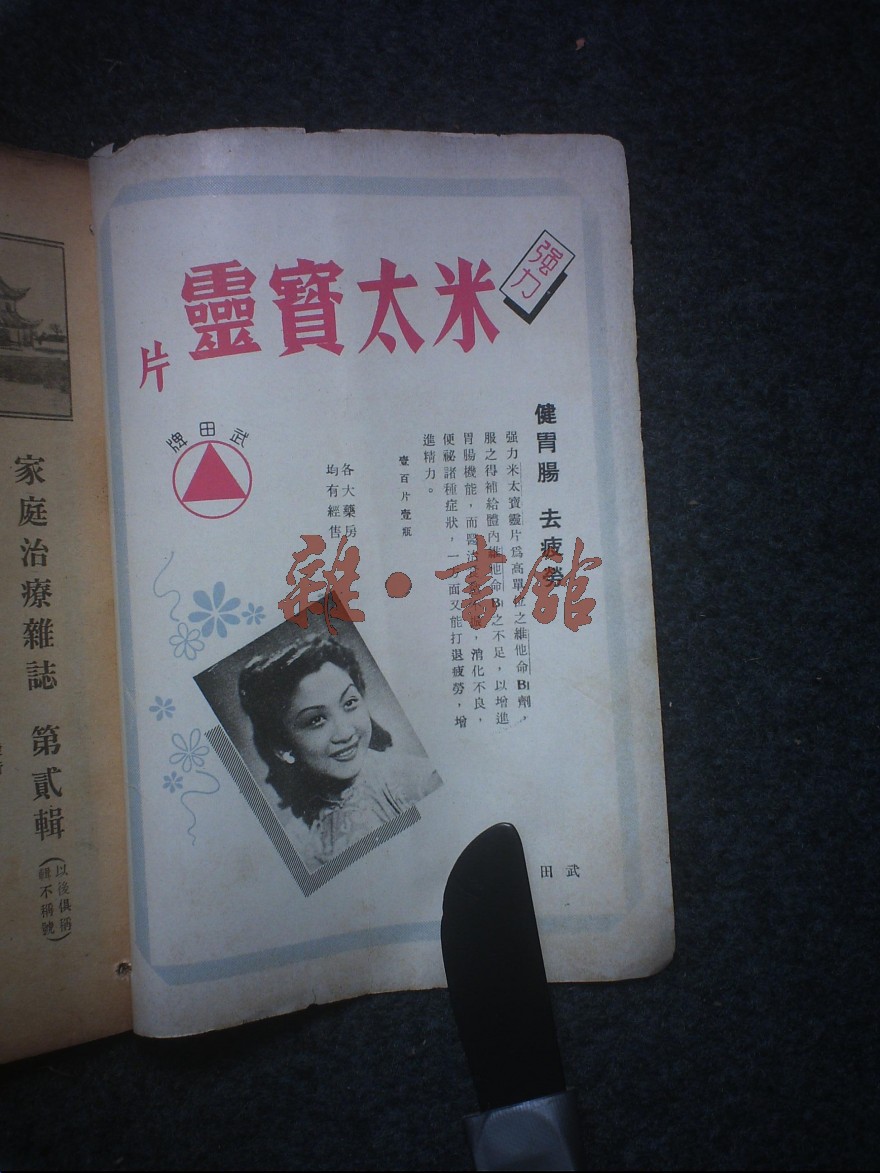 强力
米太寶靈片
健胃腸 去疲勞
强力米太寶靈片爲高單位之維他命B₁劑，
服之得補給體內維他命B₁之不足，以增進
胃腸機能，而醫治
，消化不良，
便祕諸種症狀，一方面又能打退疲勞，增
進精力。
壹百片壹瓶
各大藥房
均有經售
武田牌
武田
雜·書館
家庭治療雜誌 第貳輯
(以後俱稱
輯不稱號)